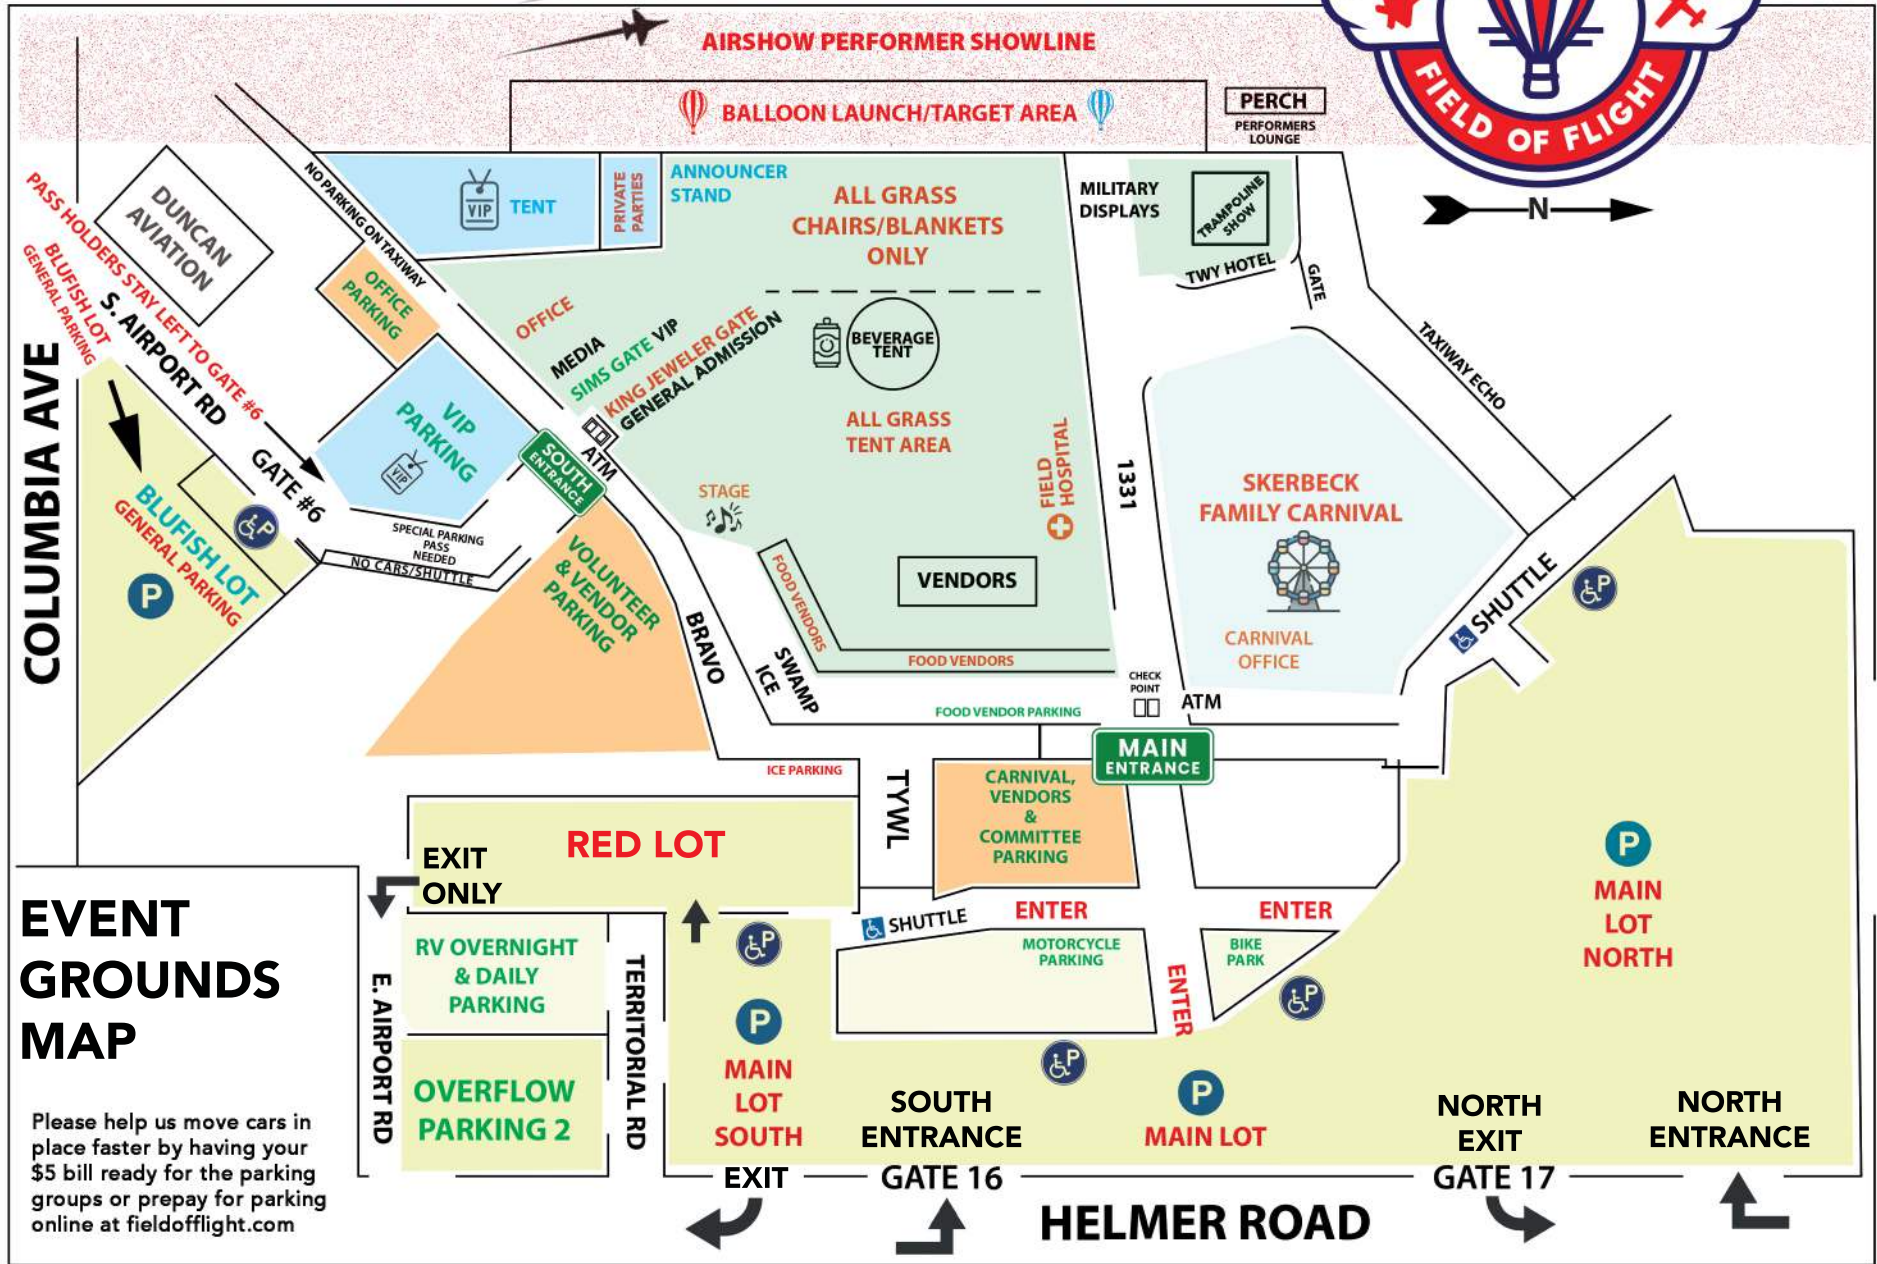 AIRSHOW PERFORMER SHOWLINE
BALLOON LAUNCH/TARGET AREA
PERCH
PERFORMERS
LOUNGE
FIELD OF FLIGHT
N
NO PARKING ON TAXIWAY
VIP
TENT
PRIVATE
PARTIES
ANNOUNCER
STAND
ALL GRASS
CHAIRS/BLANKETS
ONLY
MILITARY
DISPLAYS
TRAMPOLINE
SHOW
TWY HOTEL
GATE
TAXIWAY ECHO
DUNCAN
AVIATION
PASS HOLDERS STAY LEFT TO GATE #6
BLUFISH LOT
GENERAL PARKING
S. AIRPORT RD
COLUMBIA AVE
OFFICE
PARKING
OFFICE
MEDIA
SIMS GATE VIP
KING JEWELER GATE
GENERAL ADMISSION
BEVERAGE
TENT
ALL GRASS
TENT AREA
VIP
PARKING
VIP
SOUTH
ENTRANCE
ATM
GATE #6
SPECIAL PARKING
PASS
NEEDED
NO CARS/SHUTTLE
BLUFISH LOT
GENERAL PARKING
P
P
STAGE
FIELD
HOSPITAL
1331
SKERBECK
FAMILY CARNIVAL
CARNIVAL
OFFICE
VENDORS
FOOD VENDORS
FOOD VENDORS
VOLUNTEER
& VENDOR
PARKING
BRAVO
SWAMP
ICE
SHUTTLE
P
CHECK
POINT
ATM
FOOD VENDOR PARKING
MAIN
ENTRANCE
ICE PARKING
TYWL
CARNIVAL,
VENDORS
&
COMMITTEE
PARKING
RED LOT
EXIT
ONLY
P
MAIN
LOT
NORTH
SHUTTLE
ENTER
ENTER
MOTORCYCLE
PARKING
BIKE
PARK
ENTER
P
P
P
EVENT
GROUNDS
MAP
E. AIRPORT RD
RV OVERNIGHT
& DAILY
PARKING
TERRITORIAL RD
OVERFLOW
PARKING 2
P
MAIN
LOT
SOUTH
EXIT
SOUTH
ENTRANCE
GATE 16
P
MAIN LOT
NORTH
EXIT
GATE 17
NORTH
ENTRANCE
HELMER ROAD
Please help us move cars in
place faster by having your
$5 bill ready for the parking
groups or prepay for parking
online at fieldofflight.com